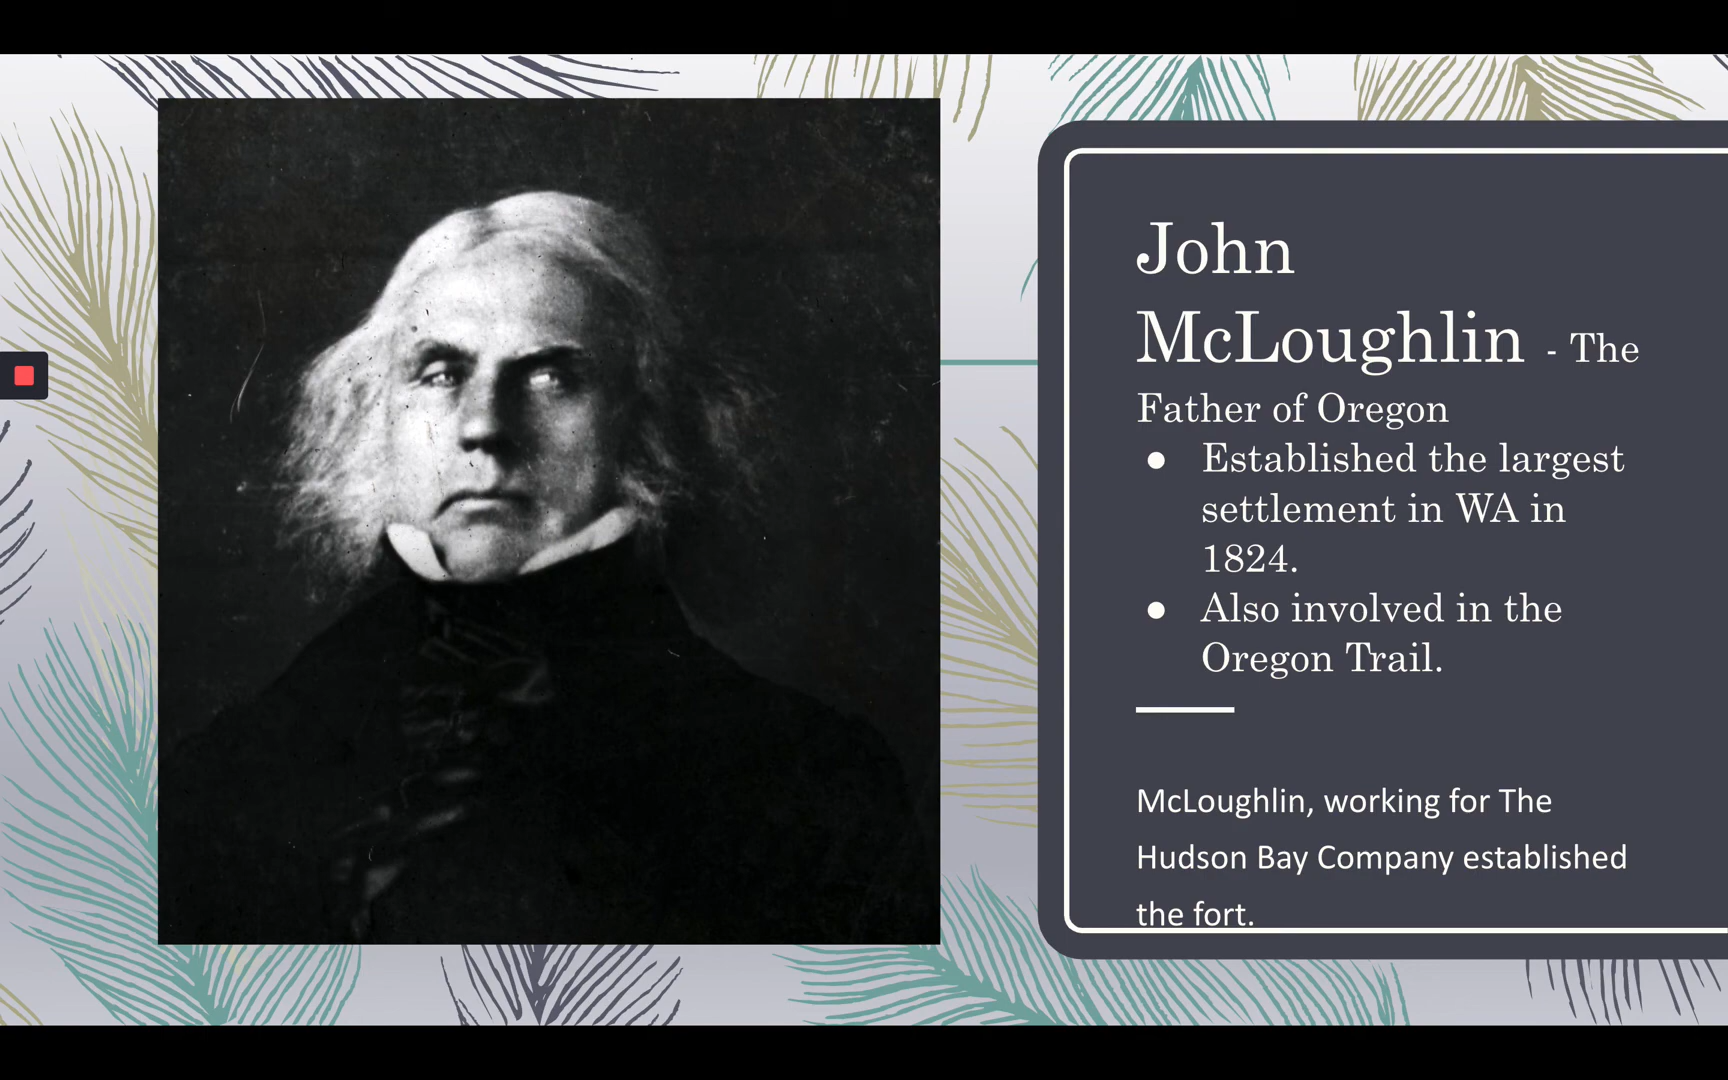 John
McLoughlin - The
Father of Oregon
● Established the largest
settlement in WA in
1824.
● Also involved in the
Oregon Trail.
McLoughlin, working for The
Hudson Bay Company established
the fort.